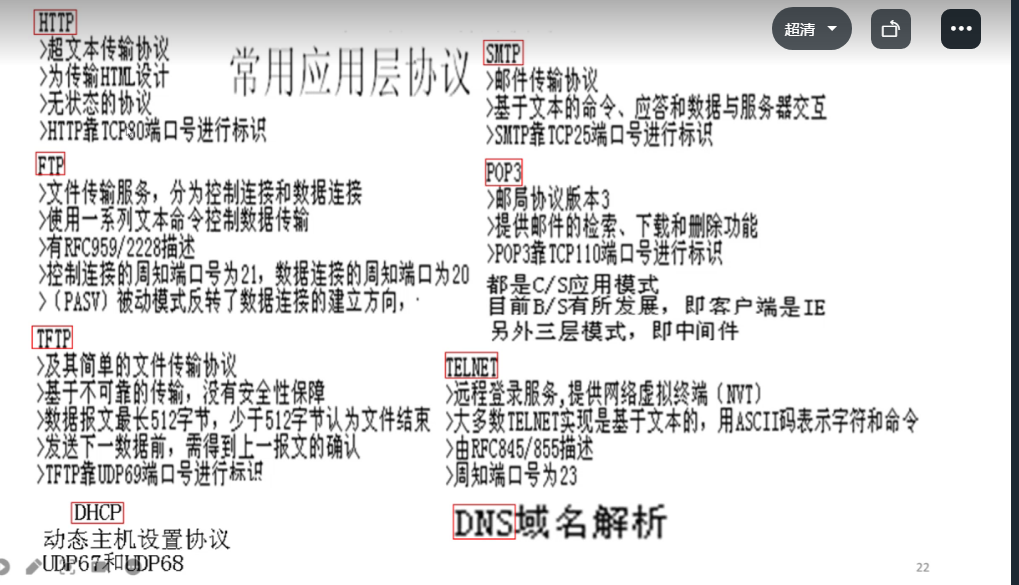 超清
常用应用层协议
HTTP
>超文本传输协议
>为传输HTML设计
>无状态的协议
>HTTP靠TCP80端口号进行标识
FTP
>文件传输服务，分为控制连接和数据连接
>使用一系列文本命令控制数据传输
>有RFC959/2228描述
>控制连接的周知端口号为21，数据连接的周知端口为20
>（PASV）被动模式反转了数据连接的建立方向，
TFTP
>及其简单的文件传输协议
>基于不可靠的传输，没有安全性保障
>数据报文最长512字节，少于512字节认为文件结束
>发送下一数据前，需得到上一报文的确认
>TFTP靠UDP69端口号进行标识
DHCP
动态主机设置协议
UDP67和UDP68
SMTP
>邮件传输协议
>基于文本的命令、应答和数据与服务器交互
>SMTP靠TCP25端口号进行标识
POP3
>邮局协议版本3
>提供邮件的检索、下载和删除功能
>POP3靠TCP110端口号进行标识
都是C/S应用模式
目前B/S有所发展，即客户端是IE
另外三层模式，即中间件
TELNET
>远程登录服务,提供网络虚拟终端（NVT）
>大多数TELNET实现是基于文本的，用ASCII码表示字符和命令
>由RFC845/855描述
>周知端口号为23
DNS域名解析
22